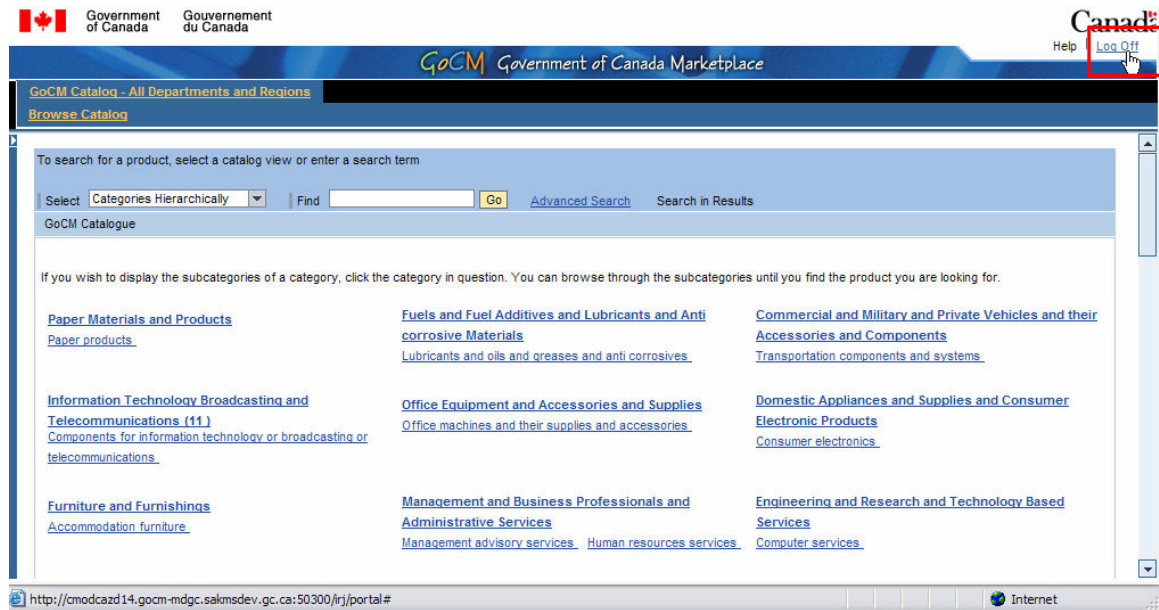 Government of Canada Gouvernement du Canada
Canada
Help | Log Off
GoCM Government of Canada Marketplace
GoCM Catalog - All Departments and Regions
Browse Catalog
To search for a product, select a catalog view or enter a search term
Select Categories Hierarchically Find Go Advanced Search Search in Results
GoCM Catalogue
If you wish to display the subcategories of a category, click the category in question. You can browse through the subcategories until you find the product you are looking for.
Paper Materials and Products
Paper products
Fuels and Fuel Additives and Lubricants and Anti
corrosive Materials
Lubricants and oils and greases and anti corrosives
Commercial and Military and Private Vehicles and their
Accessories and Components
Transportation components and systems
Information Technology Broadcasting and
Telecommunications (11 )
Components for information technology or broadcasting or
telecommunications
Office Equipment and Accessories and Supplies
Office machines and their supplies and accessories
Domestic Appliances and Supplies and Consumer
Electronic Products
Consumer electronics
Furniture and Furnishings
Accommodation furniture
Management and Business Professionals and
Administrative Services
Management advisory services Human resources services
Engineering and Research and Technology Based
Services
Computer services
http://cmodcazd14.gocm-mdgc.sakmsdev.gc.ca:50300/irj/portal# Internet